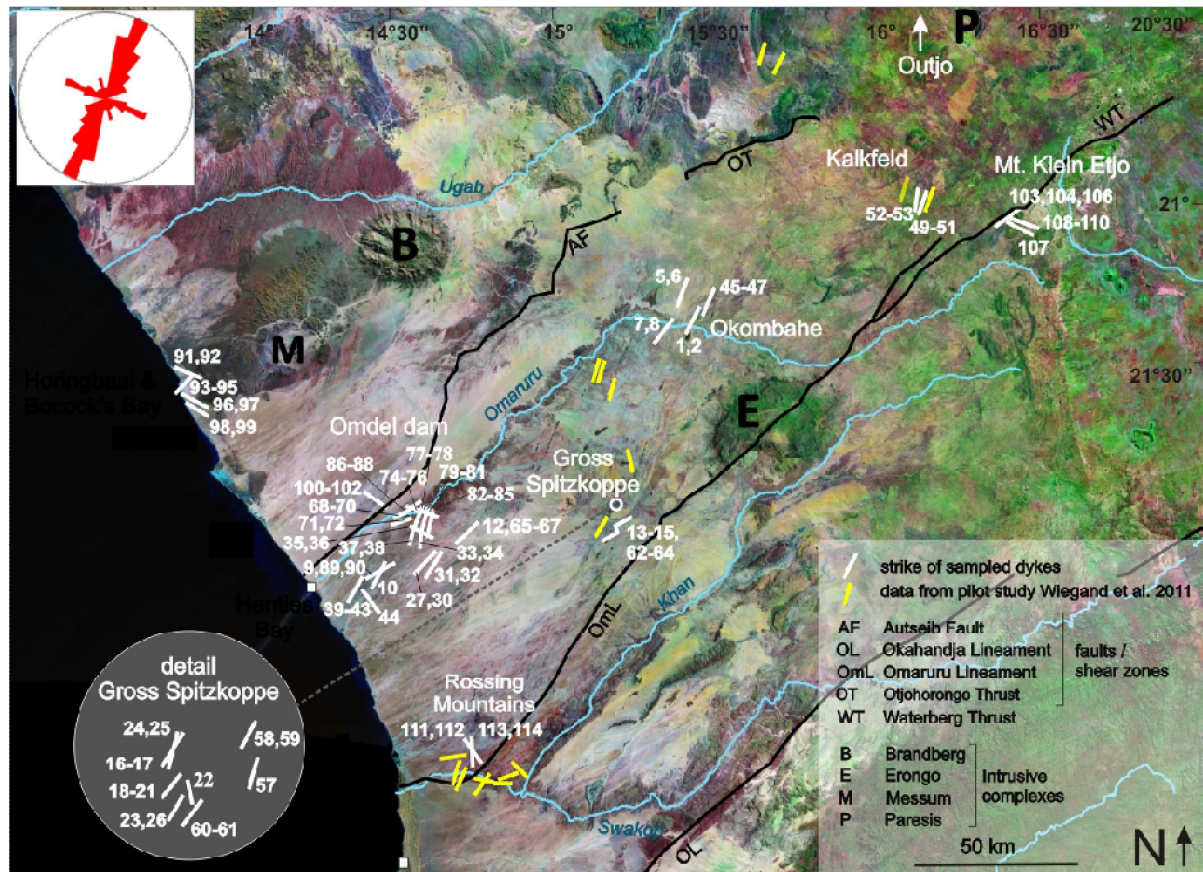 14°
14°30"
15°
15°30"
16°
16°30"
20°30"
P
Outjo
WT
OT
Kalkfeld
Mt. Klein Etjo
103,104,106
108-110
107
52-53
49-51
21°
Ugab
B
AF
5,6
45-47
7,8
1,2
Okombahe
M
91,92
93-95
96,97
98,99
Horingbaai &
Bocock's Bay
21°30"
Omaruru
E
Omdel dam
77-78
86-88
74-76
79-81
100-102
82-85
68-70
71,72
12,65-67
35,36
37,38
33,34
9,89,90
10
31,32
27,30
39-43
44
Henties
Bay
Gross
Spitzkoppe
13-15,
62-64
OmL
Khan
Rossing
Mountains
111,112
113,114
Swakop
OL
detail
Gross Spitzkoppe
24,25
58,59
16-17
22
57
18-21
23,26
60-61
strike of sampled dykes
data from pilot study Wiegand et al. 2011
AF Autseib Fault
OL Okahandja Lineament
OmL Omaruru Lineament
OT Otjohorongo Thrust
WT Waterberg Thrust
faults /
shear zones
B Brandberg
E Erongo
M Messum
P Paresis
Intrusive
complexes
50 km
N